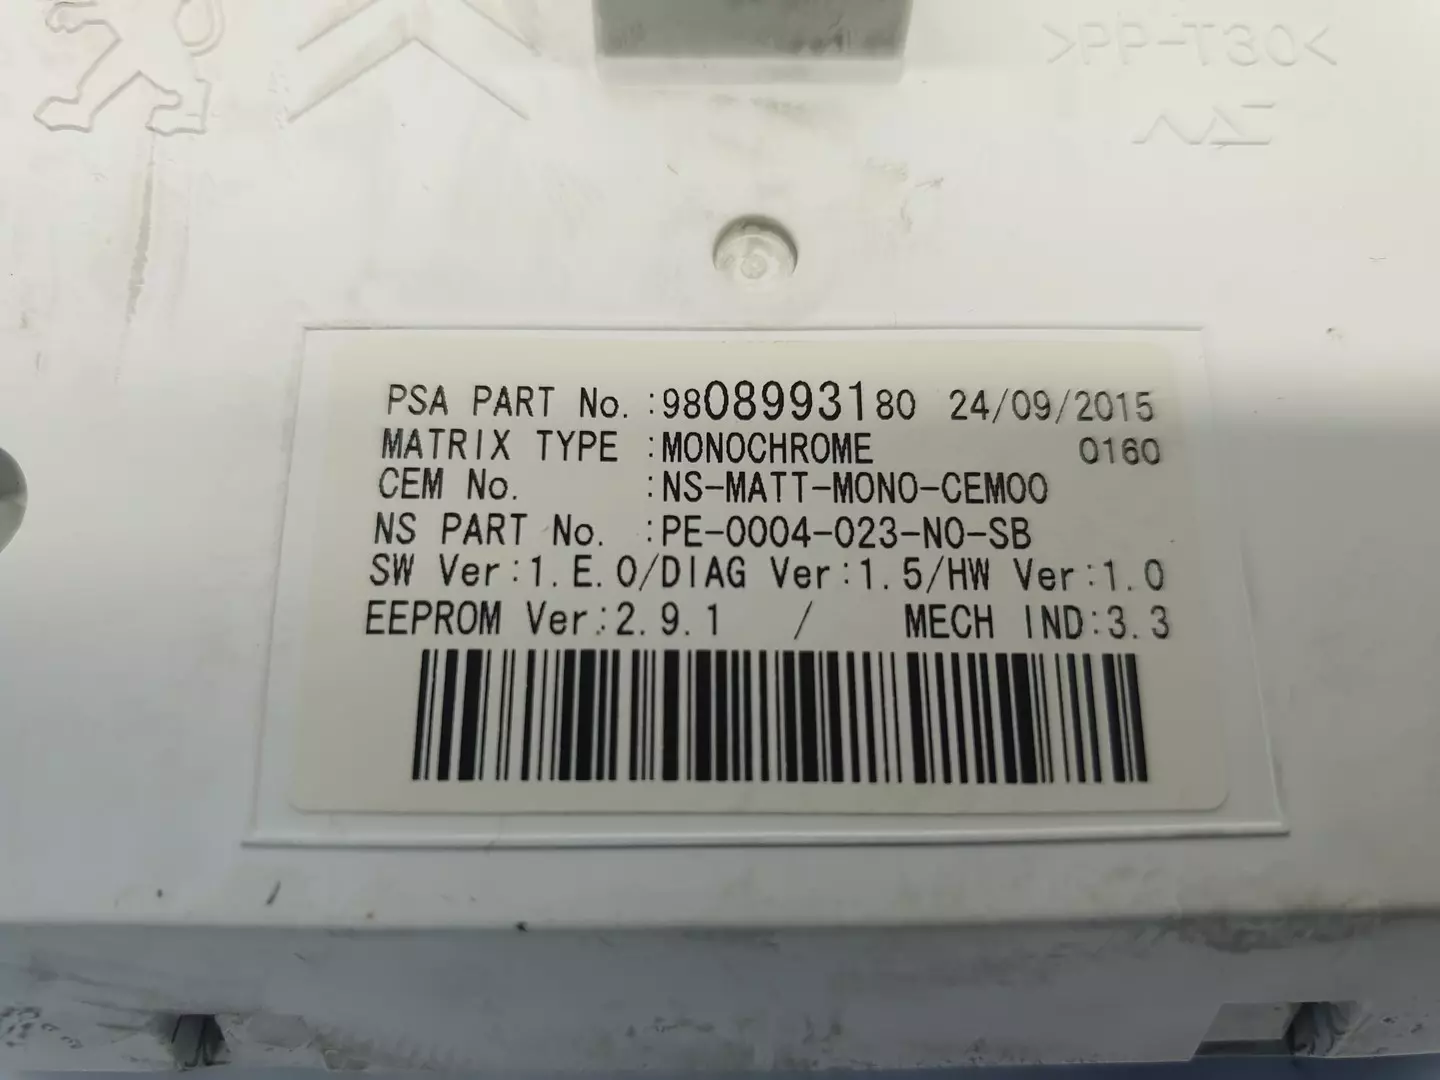 >PP-T30<
PSA PART No. :9808993180 24/09/2015
MATRIX TYPE :MONOCHROME 0160
CEM No. :NS-MATT-MONO-CEM00
NS PART No. :PE-0004-023-NO-SB
SW Ver:1.E.0/DIAG Ver:1.5/HW Ver:1.0
EEPROM Ver:2.9.1 / MECH IND:3.3